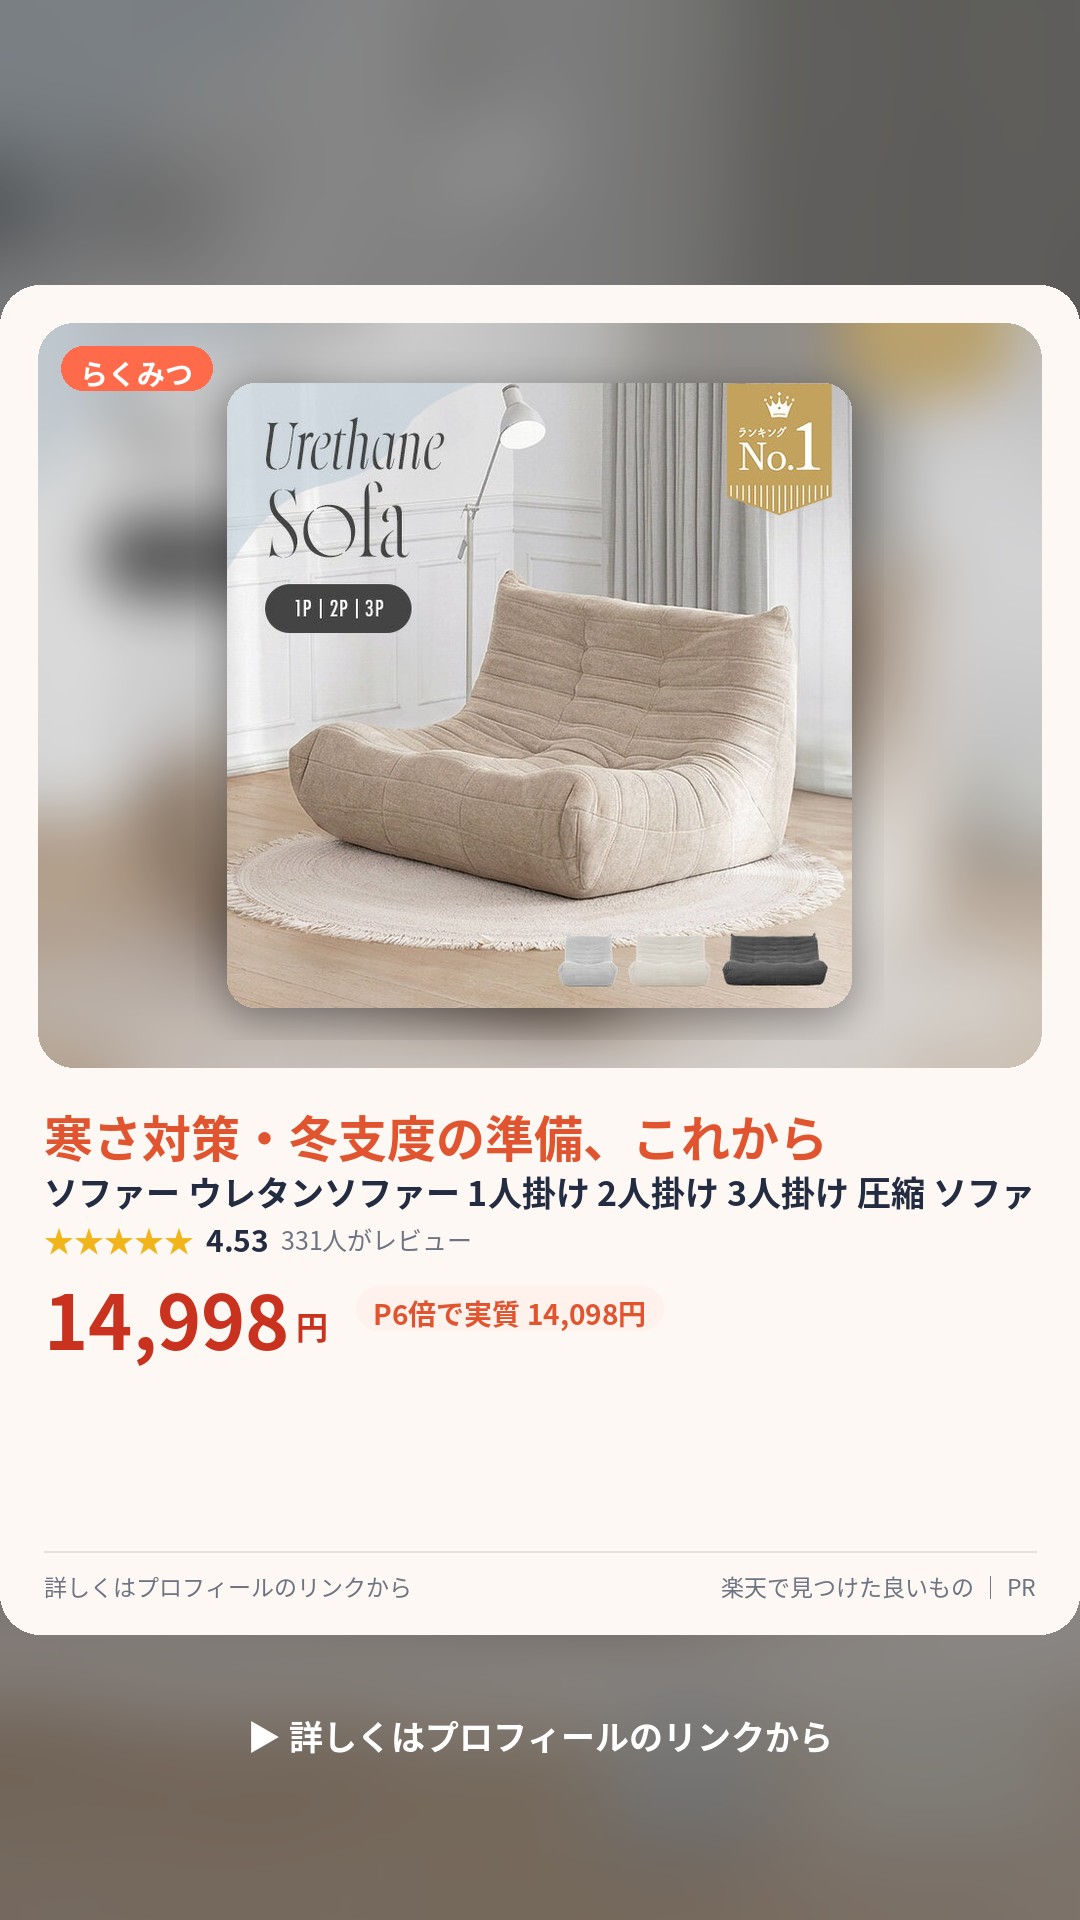 らくみつ
Urethane
Sofa
1P | 2P | 3P
ランキング
No.1
寒さ対策・冬支度の準備、これから
ソファー ウレタンソファー 1人掛け 2人掛け 3人掛け 圧縮 ソファ
★★★★★ 4.53 331人がレビュー
14,998円 P6倍で実質 14,098円
詳しくはプロフィールのリンクから
楽天で見つけた良いもの｜PR
▶ 詳しくはプロフィールのリンクから